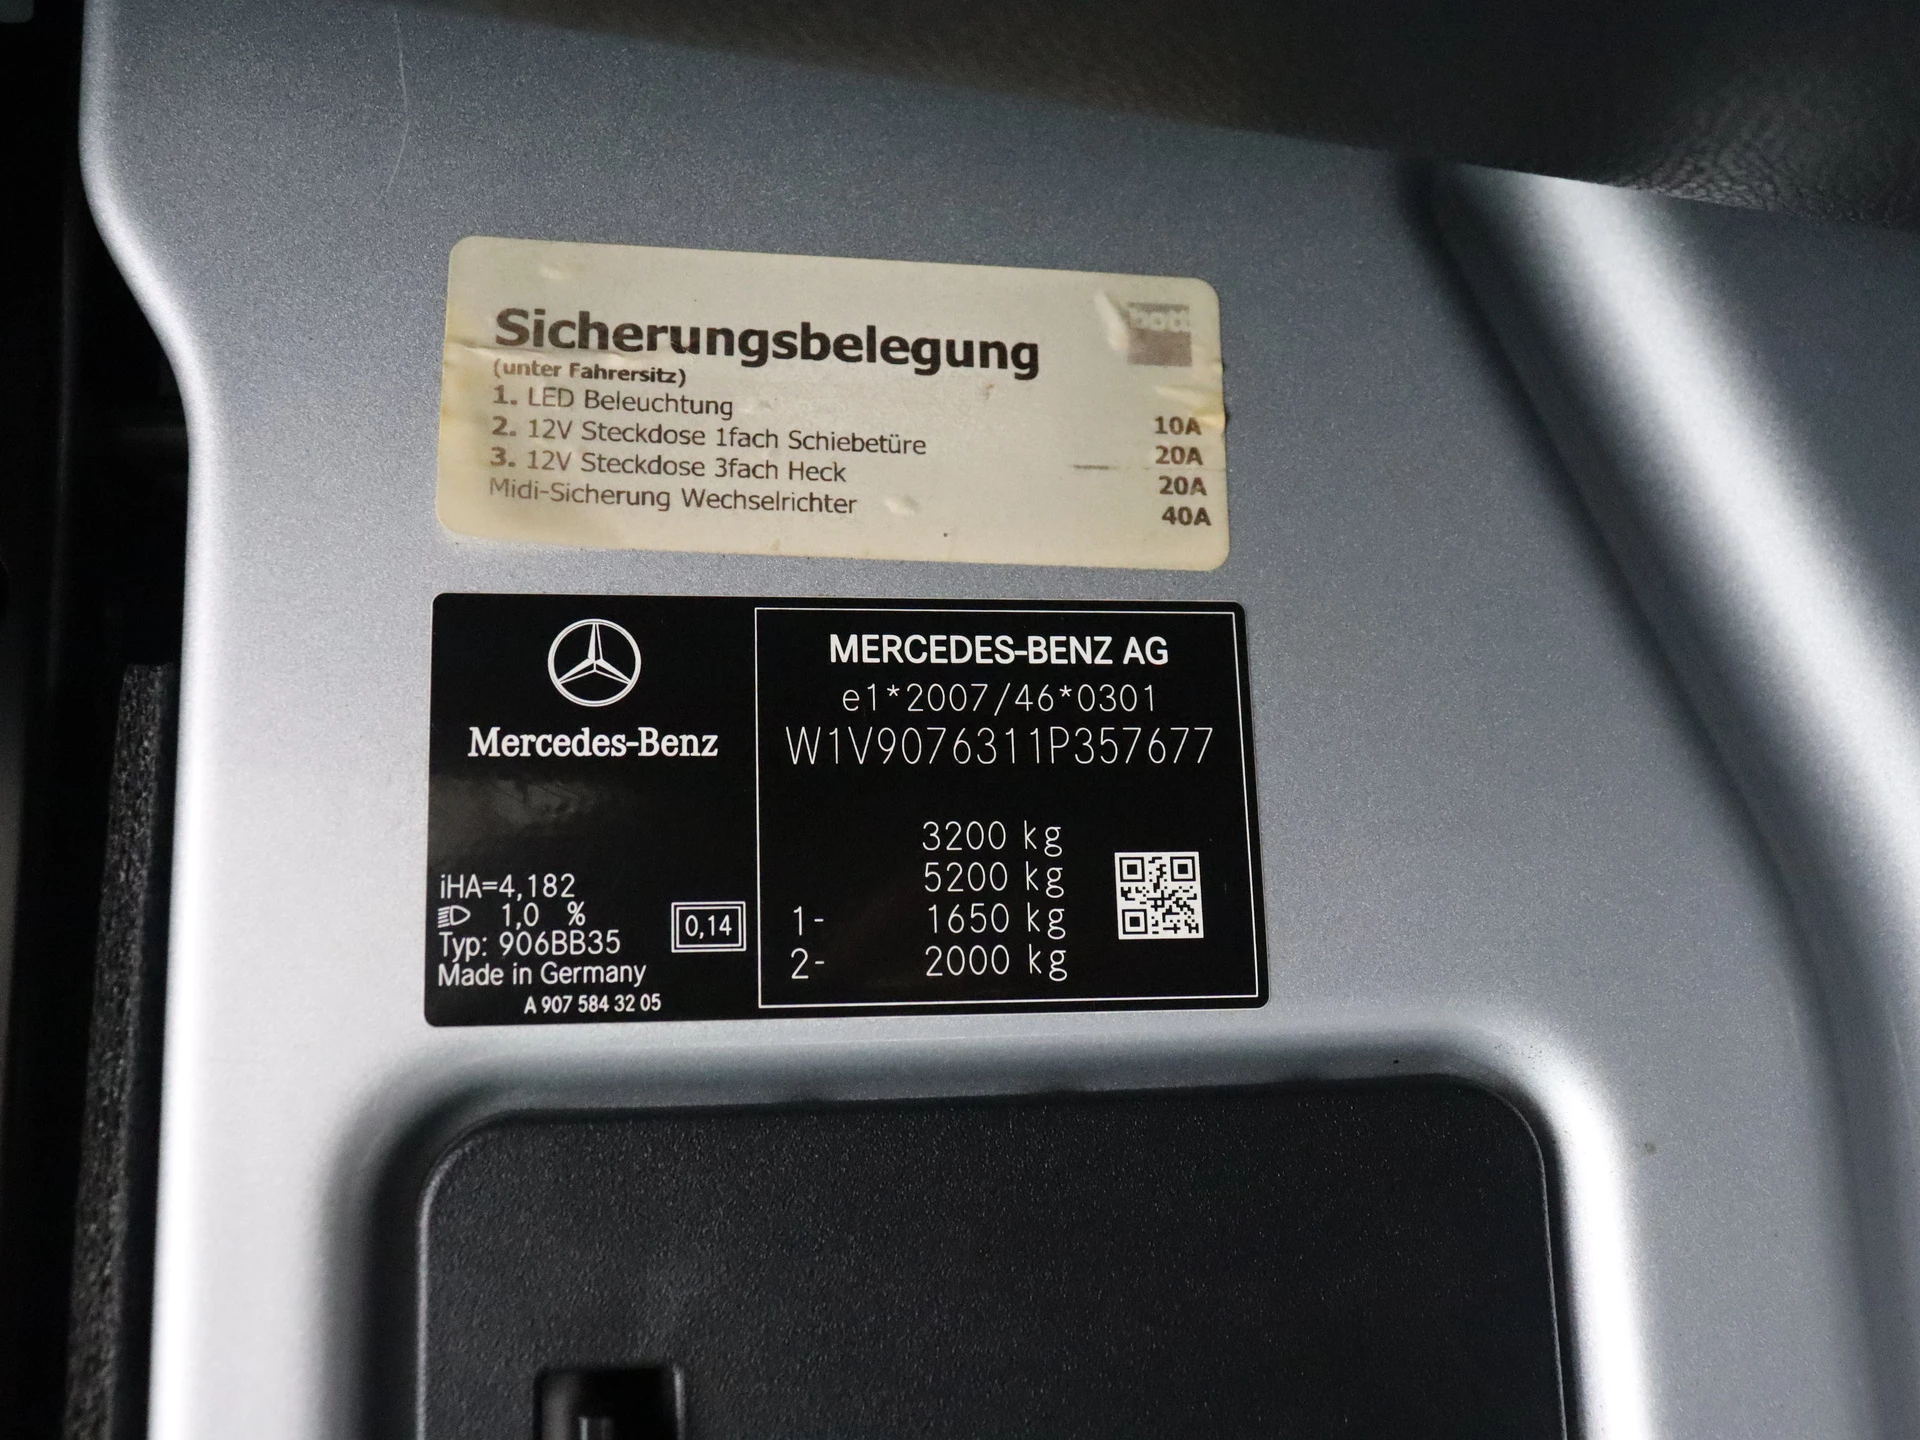 Sicherungsbelegung
bott
(unter Fahrersitz)
1. LED Beleuchtung 10A
2. 12V Steckdose 1fach Schiebetüre 20A
3. 12V Steckdose 3fach Heck 20A
Midi-Sicherung Wechselrichter 40A
Mercedes-Benz
iHA=4,182
1,0 %
Typ: 906BB35
Made in Germany
A 907 584 32 05
0,14
MERCEDES-BENZ AG
e1*2007/46*0301
W1V9076311P357677
3200 kg
5200 kg
1- 1650 kg
2- 2000 kg